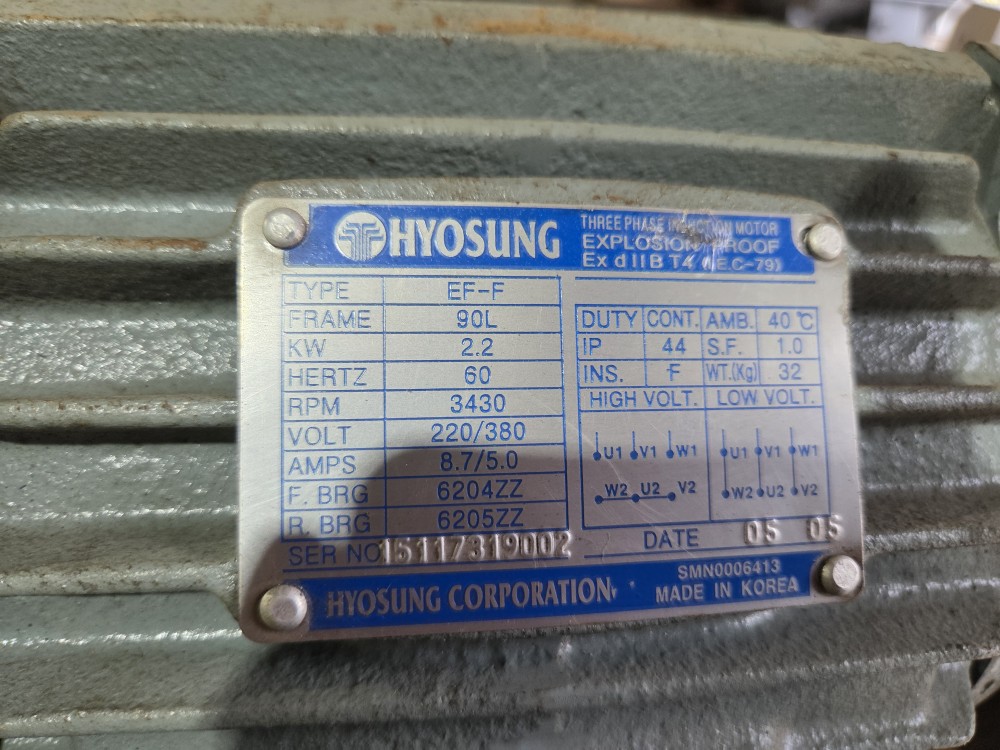 HYOSUNG
THREE PHASE INDUCTION MOTOR
EXPLOSION PROOF
Ex d II B T4 (I.E.C-79)
TYPE EF-F
FRAME 90L
KW 2.2
HERTZ 60
RPM 3430
VOLT 220/380
AMPS 8.7/5.0
F. BRG 6204ZZ
R. BRG 6205ZZ
SER NO 15117319002
DUTY CONT. AMB. 40℃
IP 44 S.F. 1.0
INS. F WT.(Kg) 32
HIGH VOLT. LOW VOLT.
U1 V1 W1 U1 V1 W1
W2 U2 V2 W2 U2 V2
DATE 05 05
HYOSUNG CORPORATION
SMN0006413
MADE IN KOREA